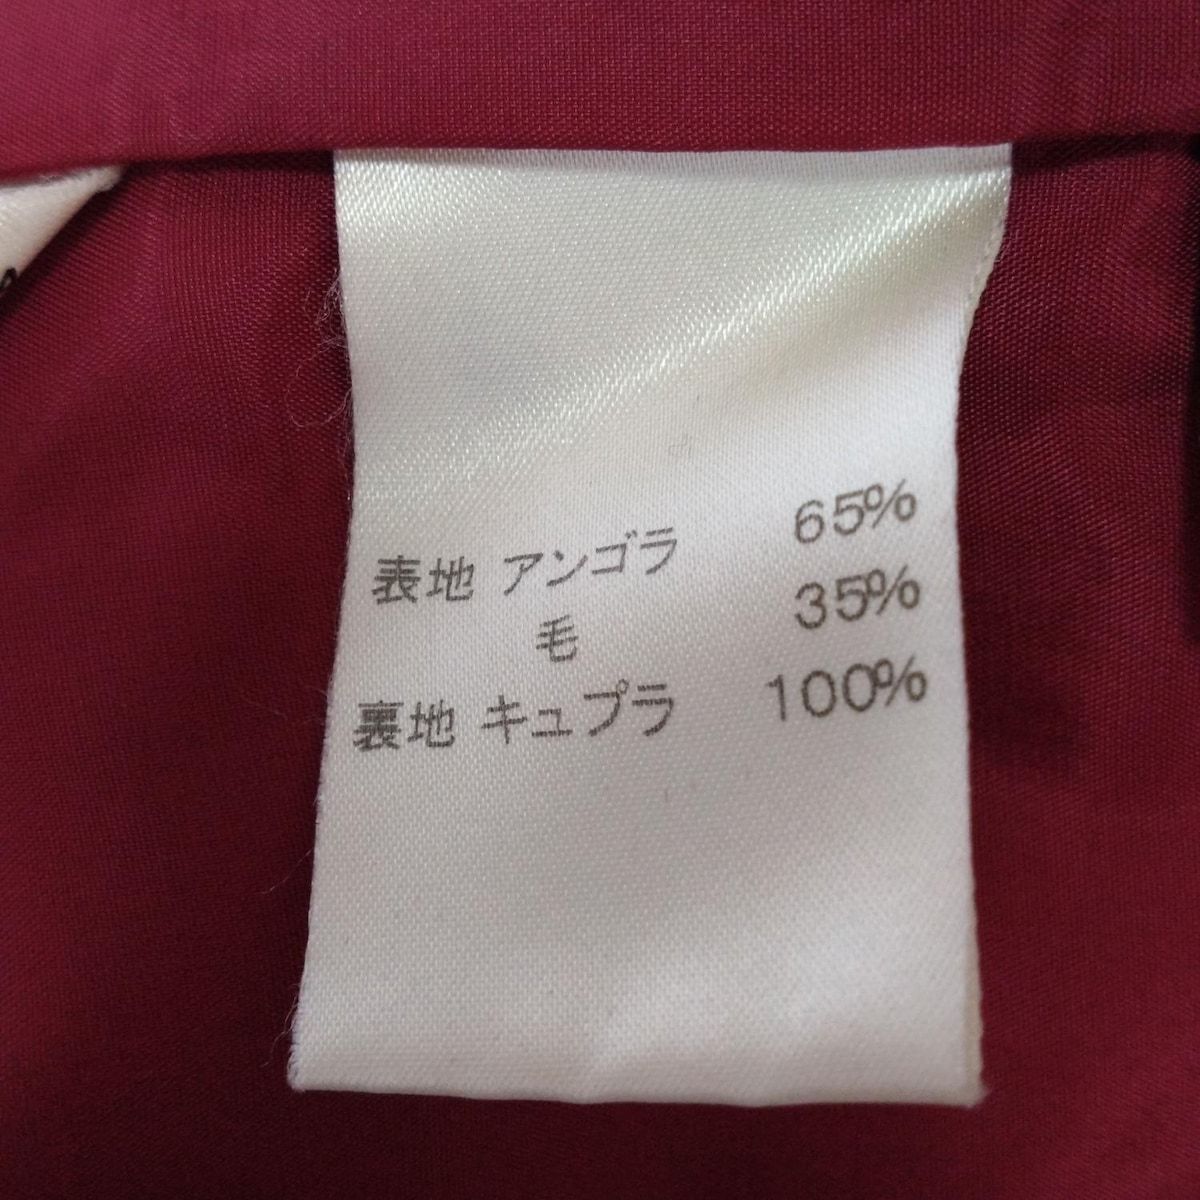 表地 アンゴラ 65%
毛 35%
裏地 キュプラ 100%